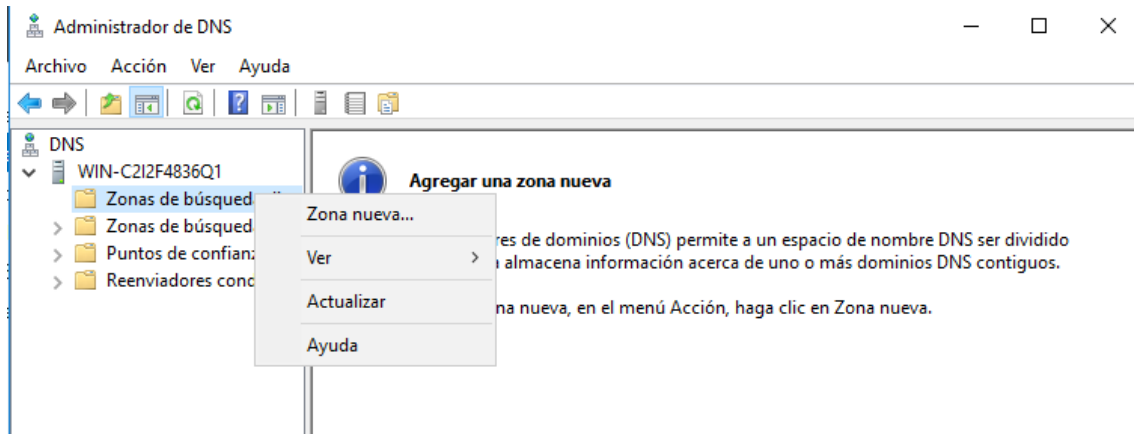 Administrador de DNS
Archivo Acción Ver Ayuda
DNS
WIN-C2I2F4836Q1
Zonas de búsqued
Zonas de búsqued
Puntos de confian
Reenviadores cond
Zona nueva...
Ver
Actualizar
Ayuda
Agregar una zona nueva
res de dominios (DNS) permite a un espacio de nombre DNS ser dividido
almacena información acerca de uno o más dominios DNS contiguos.
na nueva, en el menú Acción, haga clic en Zona nueva.